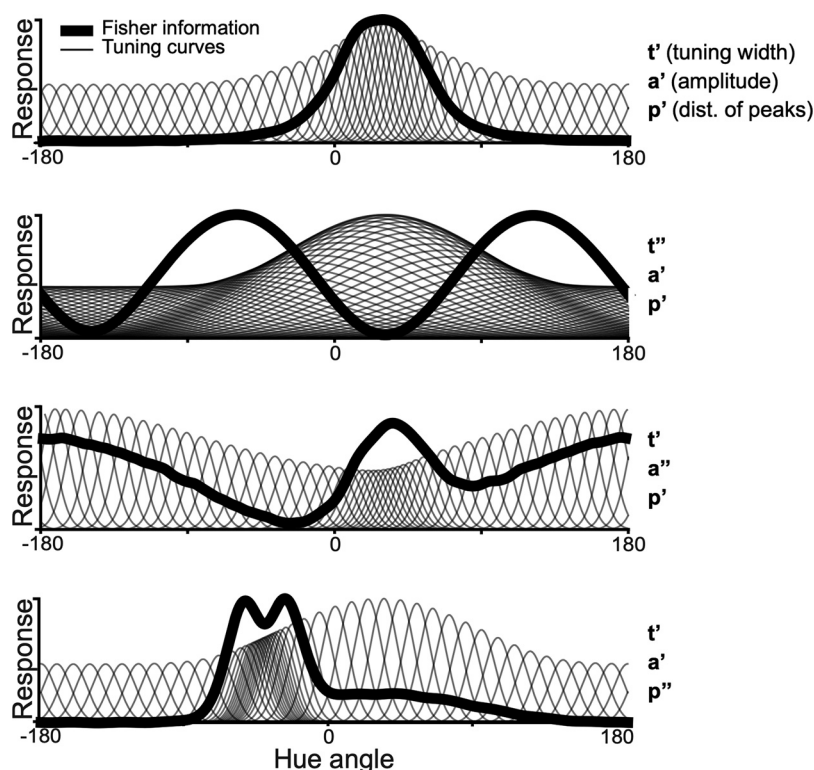 Fisher information
Tuning curves
Response
t’ (tuning width)
a’ (amplitude)
p’ (dist. of peaks)
-180 0 180
Response
t”
a’
p’
-180 0 180
Response
t’
a”
p’
-180 0 180
Response
t’
a’
p”
-180 0 180
Hue angle